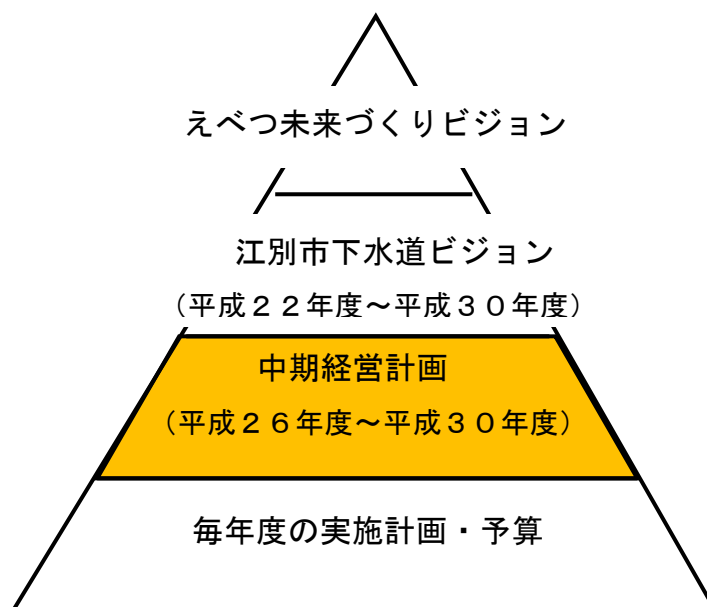 えべつ未来づくりビジョン
江別市下水道ビジョン
（平成２２年度～平成３０年度）
中期経営計画
（平成２６年度～平成３０年度）
毎年度の実施計画・予算